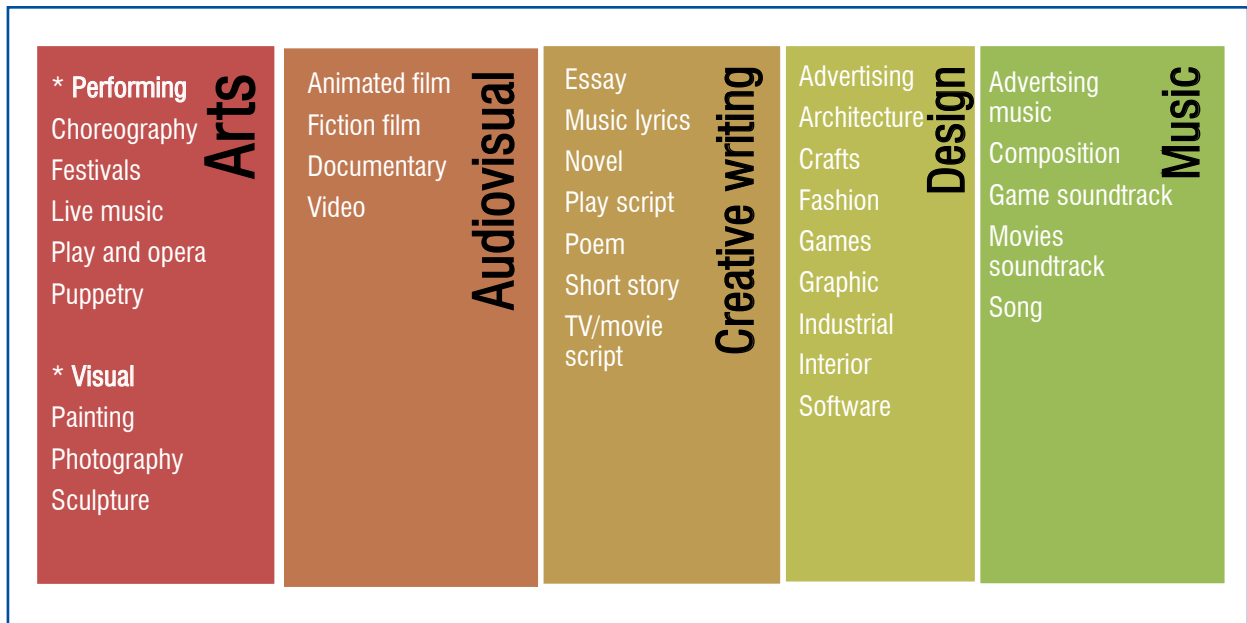 Arts
* Performing
Choreography
Festivals
Live music
Play and opera
Puppetry
* Visual
Painting
Photography
Sculpture
Audiovisual
Animated film
Fiction film
Documentary
Video
Creative writing
Essay
Music lyrics
Novel
Play script
Poem
Short story
TV/movie
script
Design
Advertising
Architecture
Crafts
Fashion
Games
Graphic
Industrial
Interior
Software
Music
Advertsing
music
Composition
Game soundtrack
Movies
soundtrack
Song